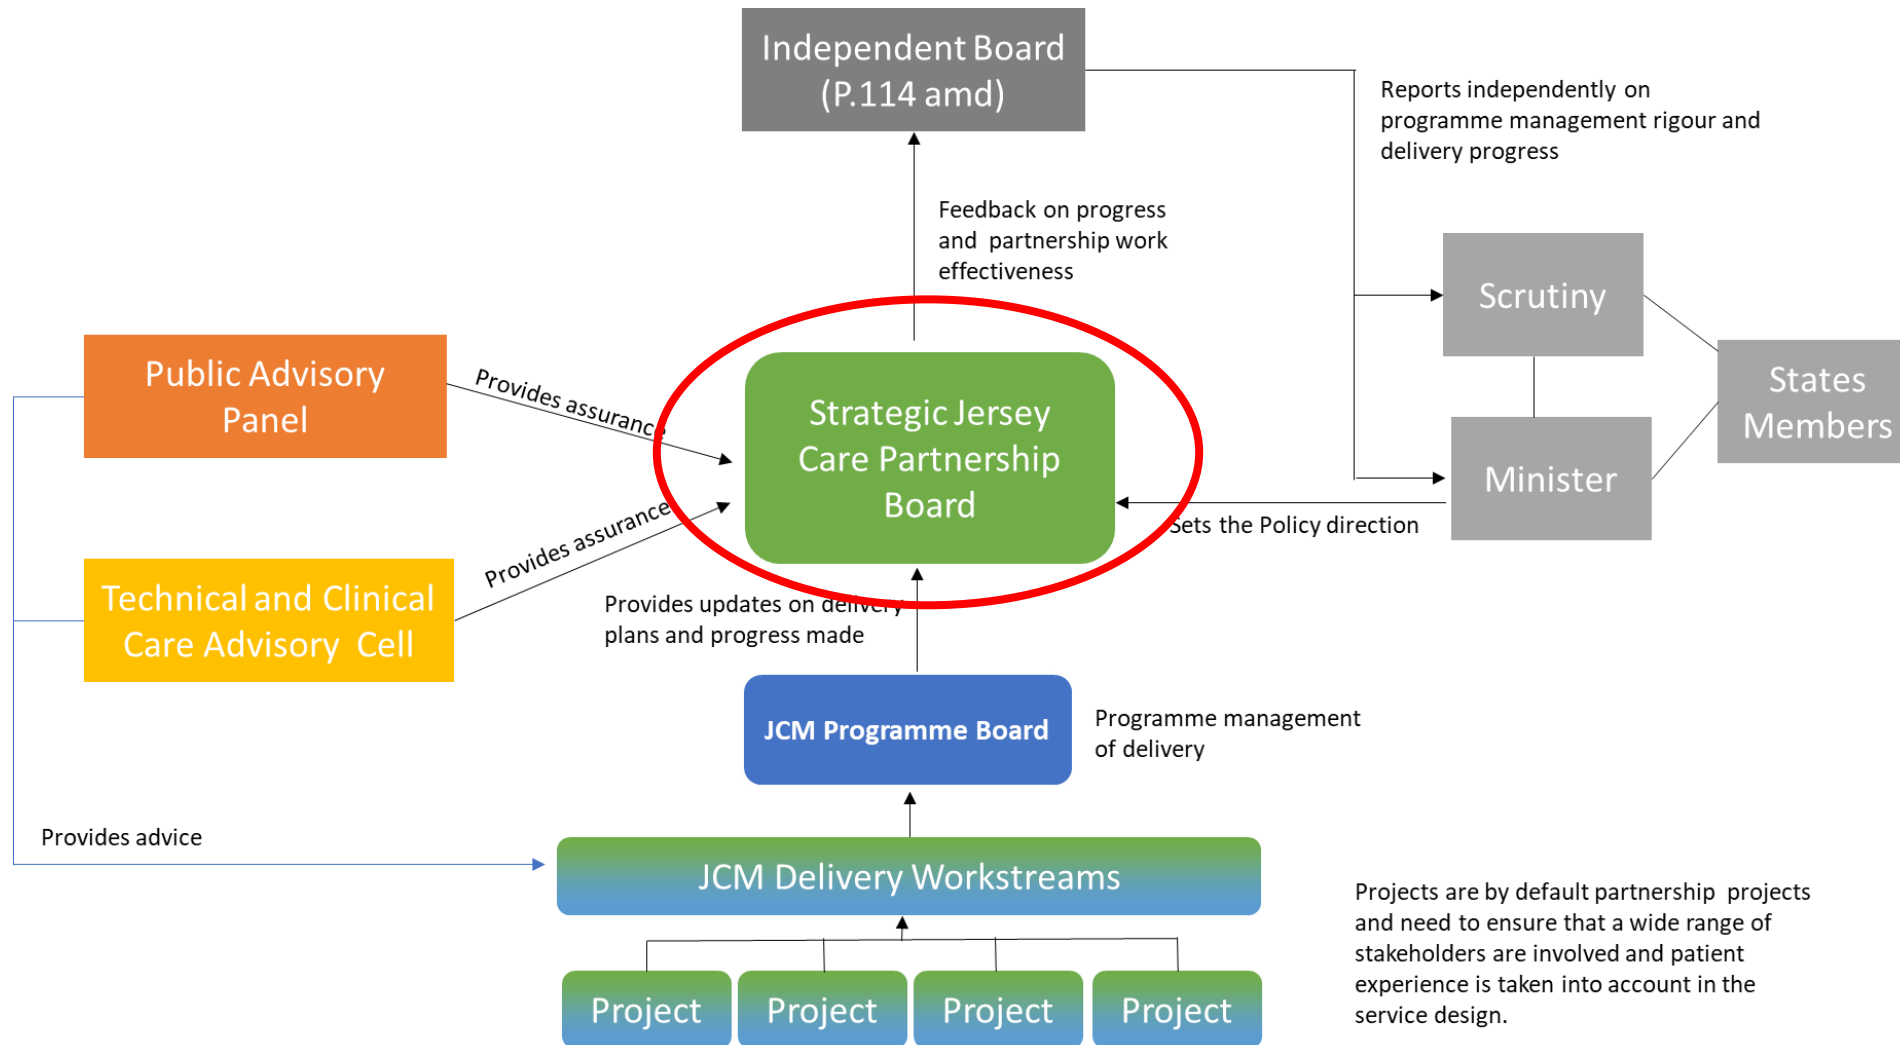 Independent Board
(P.114 amd)
Reports independently on
programme management rigour and
delivery progress
Feedback on progress
and partnership work
effectiveness
Scrutiny
States
Members
Minister
Sets the Policy direction
Public Advisory
Panel
Provides assurance
Strategic Jersey
Care Partnership
Board
Technical and Clinical
Care Advisory Cell
Provides assurance
Provides updates on delivery
plans and progress made
JCM Programme Board
Programme management
of delivery
Provides advice
JCM Delivery Workstreams
Project
Project
Project
Project
Projects are by default partnership projects
and need to ensure that a wide range of
stakeholders are involved and patient
experience is taken into account in the
service design.